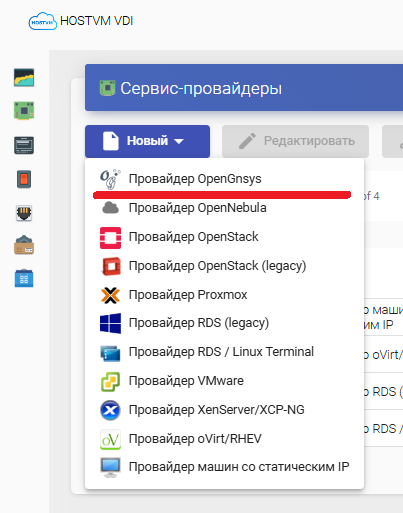 HOSTVM VDI
Сервис-провайдеры
Новый
Редактировать
Провайдер OpenGnsys
of 4
Провайдер OpenNebula
Провайдер OpenStack
Провайдер OpenStack (legacy)
Провайдер Proxmox
р машин
Провайдер RDS (legacy)
ким IP
Провайдер RDS / Linux Terminal
р oVirt/
Провайдер VMware
р RDS (
Провайдер XenServer/XCP-NG
р RDS /
Провайдер oVirt/RHEV
Провайдер машин со статическим IP